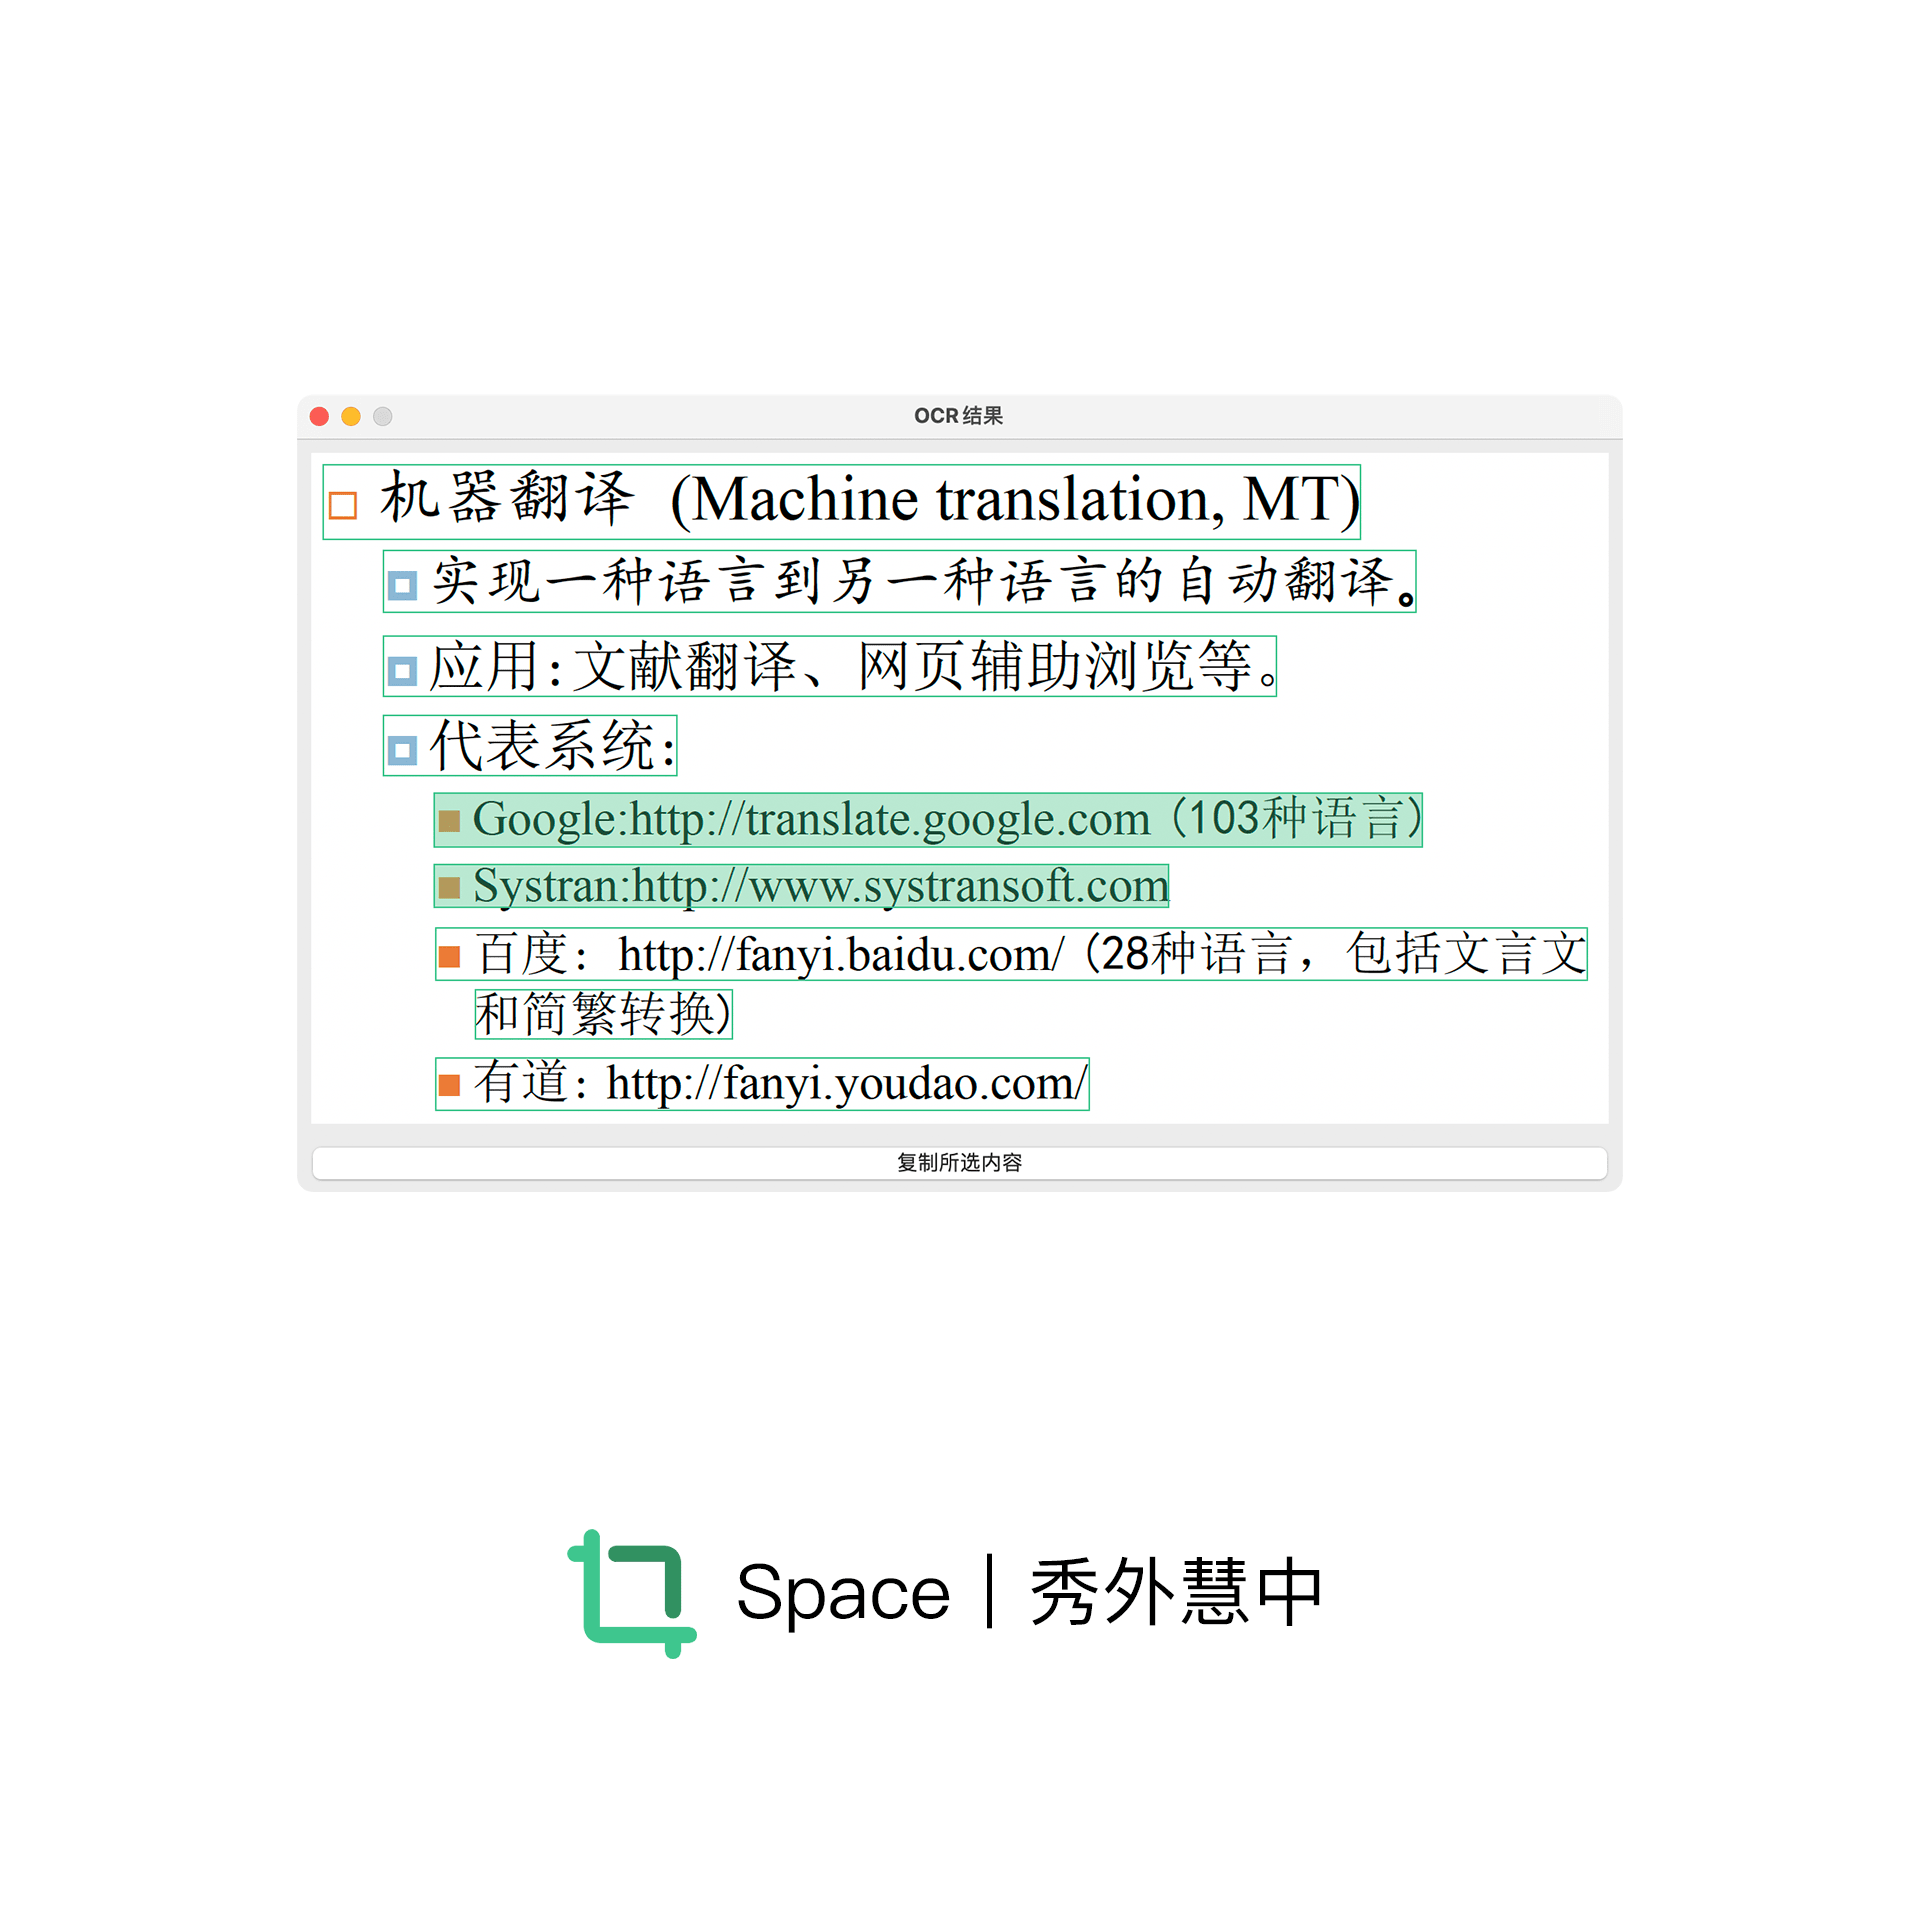 OCR 结果
机器翻译 (Machine translation, MT)
实现一种语言到另一种语言的自动翻译。
应用:文献翻译、网页辅助浏览等。
代表系统:
Google:http://translate.google.com (103种语言)
Systran:http://www.systransoft.com
百度: http://fanyi.baidu.com/ (28种语言，包括文言文
和简繁转换)
有道: http://fanyi.youdao.com/
复制所选内容
Space｜秀外慧中